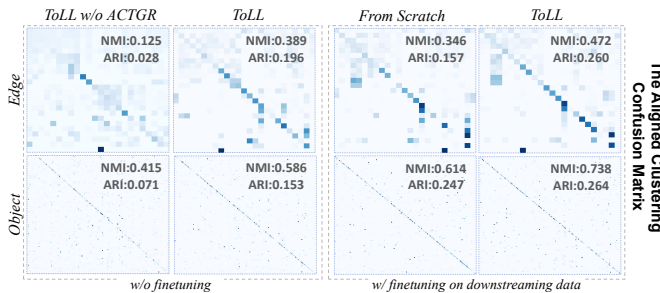 ToLL w/o ACTGR
ToLL
From Scratch
ToLL
Edge
NMI:0.125
ARI:0.028
NMI:0.389
ARI:0.196
NMI:0.346
ARI:0.157
NMI:0.472
ARI:0.260
Object
NMI:0.415
ARI:0.071
NMI:0.586
ARI:0.153
NMI:0.614
ARI:0.247
NMI:0.738
ARI:0.264
w/o finetuning
w/ finetuning on downstreaming data
The Aligned Clustering
Confusion Matrix